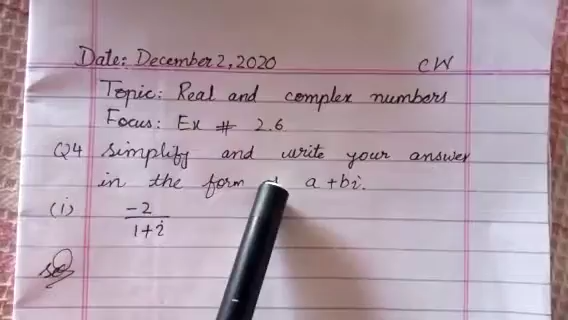 Date: December 2, 2020 CW
Topic: Real and complex numbers
Focus: Ex # 2.6
Q4 simplify and write your answer
in the form a + bi.
(i) -2
1+i
Sol